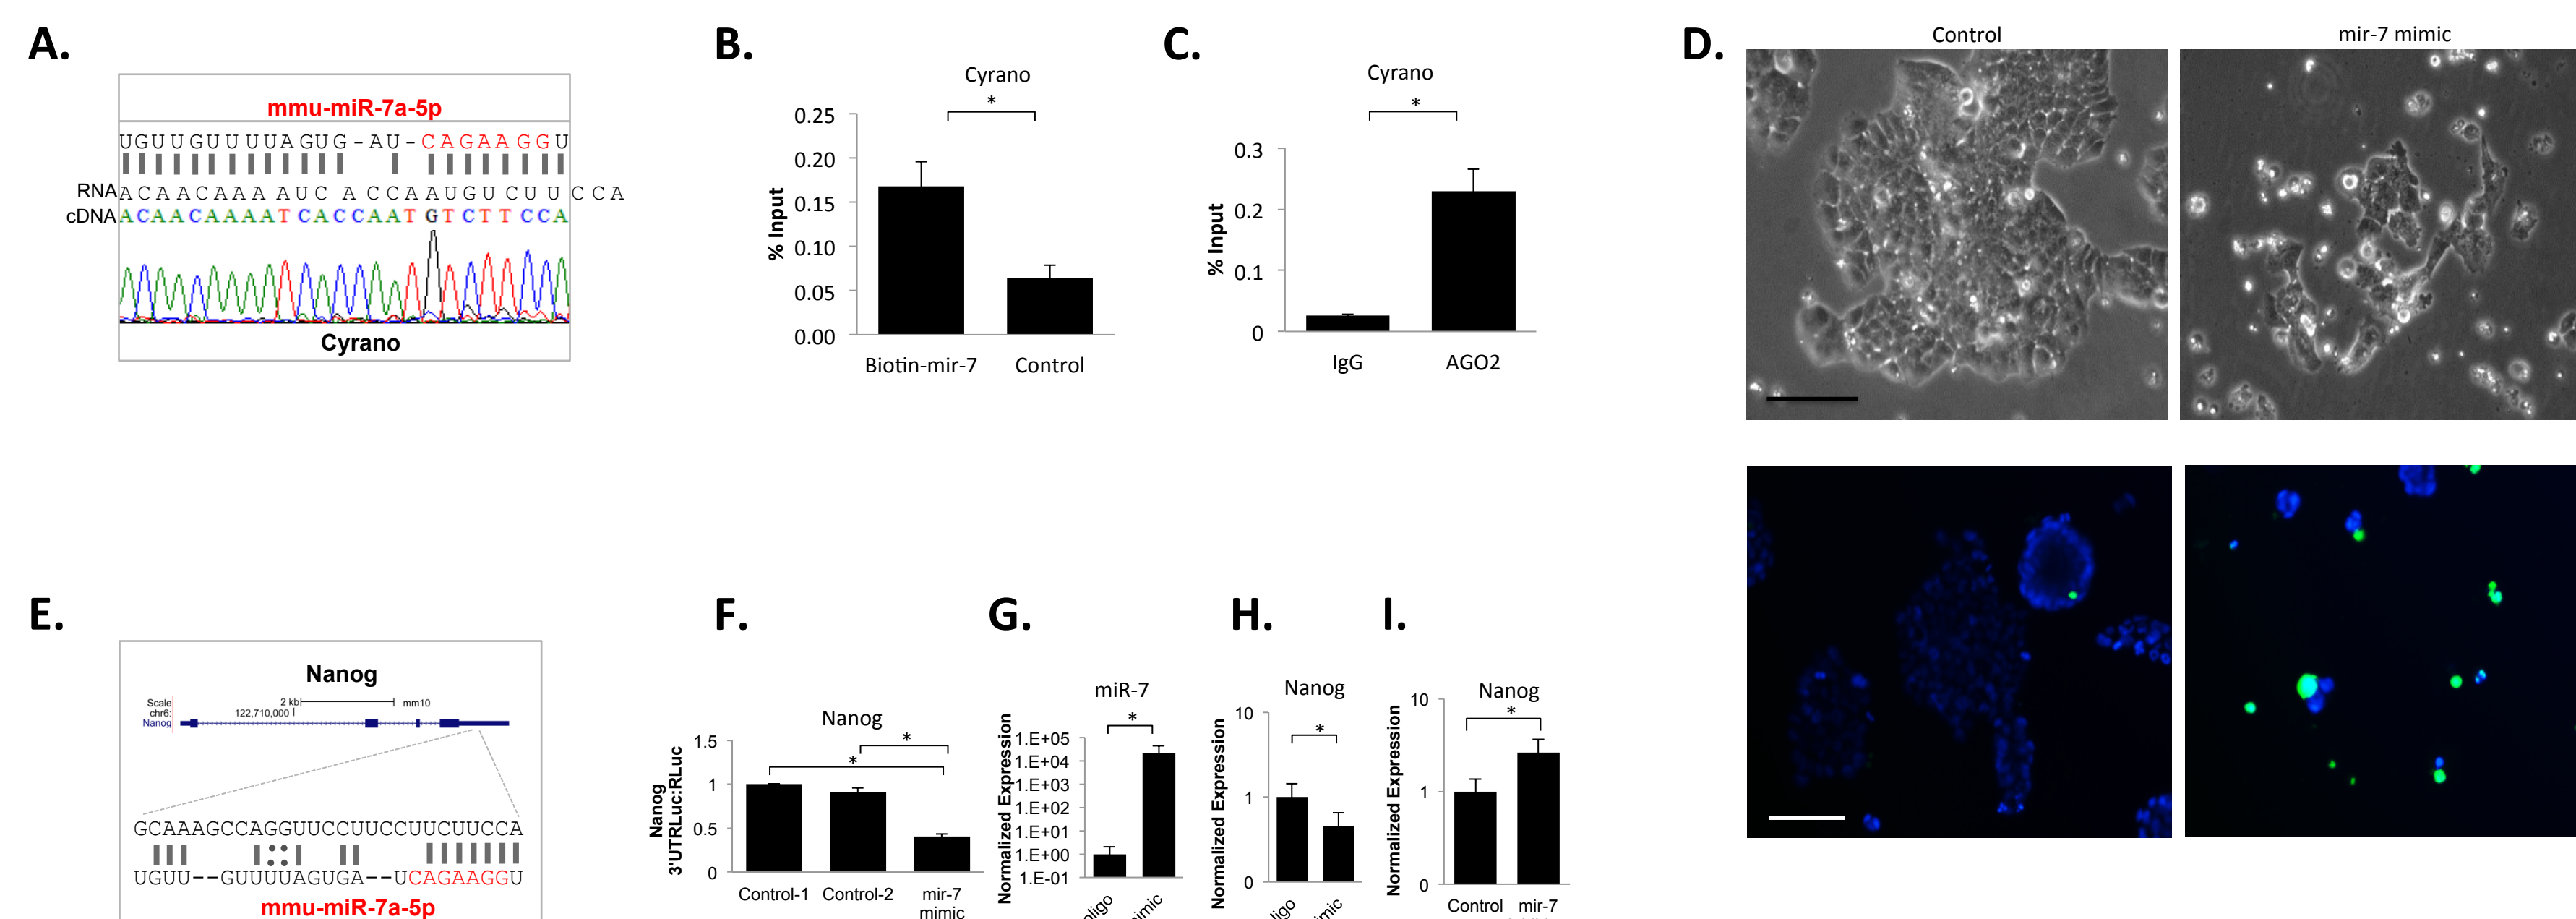 A.
mmu-miR-7a-5p
UGUUGUUUUAGUG-AU-CAGAAGGU
RNA ACAACAAA AUC ACCAAUGUCUUCCA
cDNA ACAACAAAATCACCAATGTCTTCCA
Cyrano
B.
Cyrano
*
% Input
0.25
0.20
0.15
0.10
0.05
0.00
Biotin-mir-7 Control
C.
Cyrano
*
% Input
0.3
0.2
0.1
0
IgG AGO2
D.
Control mir-7 mimic
E.
Nanog
Scale 2 kb mm10
chr6: 122,710,000
Nanog
GCAAAGCCAGGUUCCUUCCUUCUUCCA
UGUU--GUUUUAGUGA--UCAGAAGGU
mmu-miR-7a-5p
F.
Nanog
*
*
Nanog
3'UTRLuc:RLuc
1.5
1
0.5
0
Control-1 Control-2 mir-7
mimic
G.
miR-7
*
Normalized Expression
1.E+05
1.E+04
1.E+03
1.E+02
1.E+01
1.E+00
1.E-01
H.
Nanog
*
Normalized Expression
10
1
0
I.
Nanog
*
Normalized Expression
10
1
0
Control mir-7